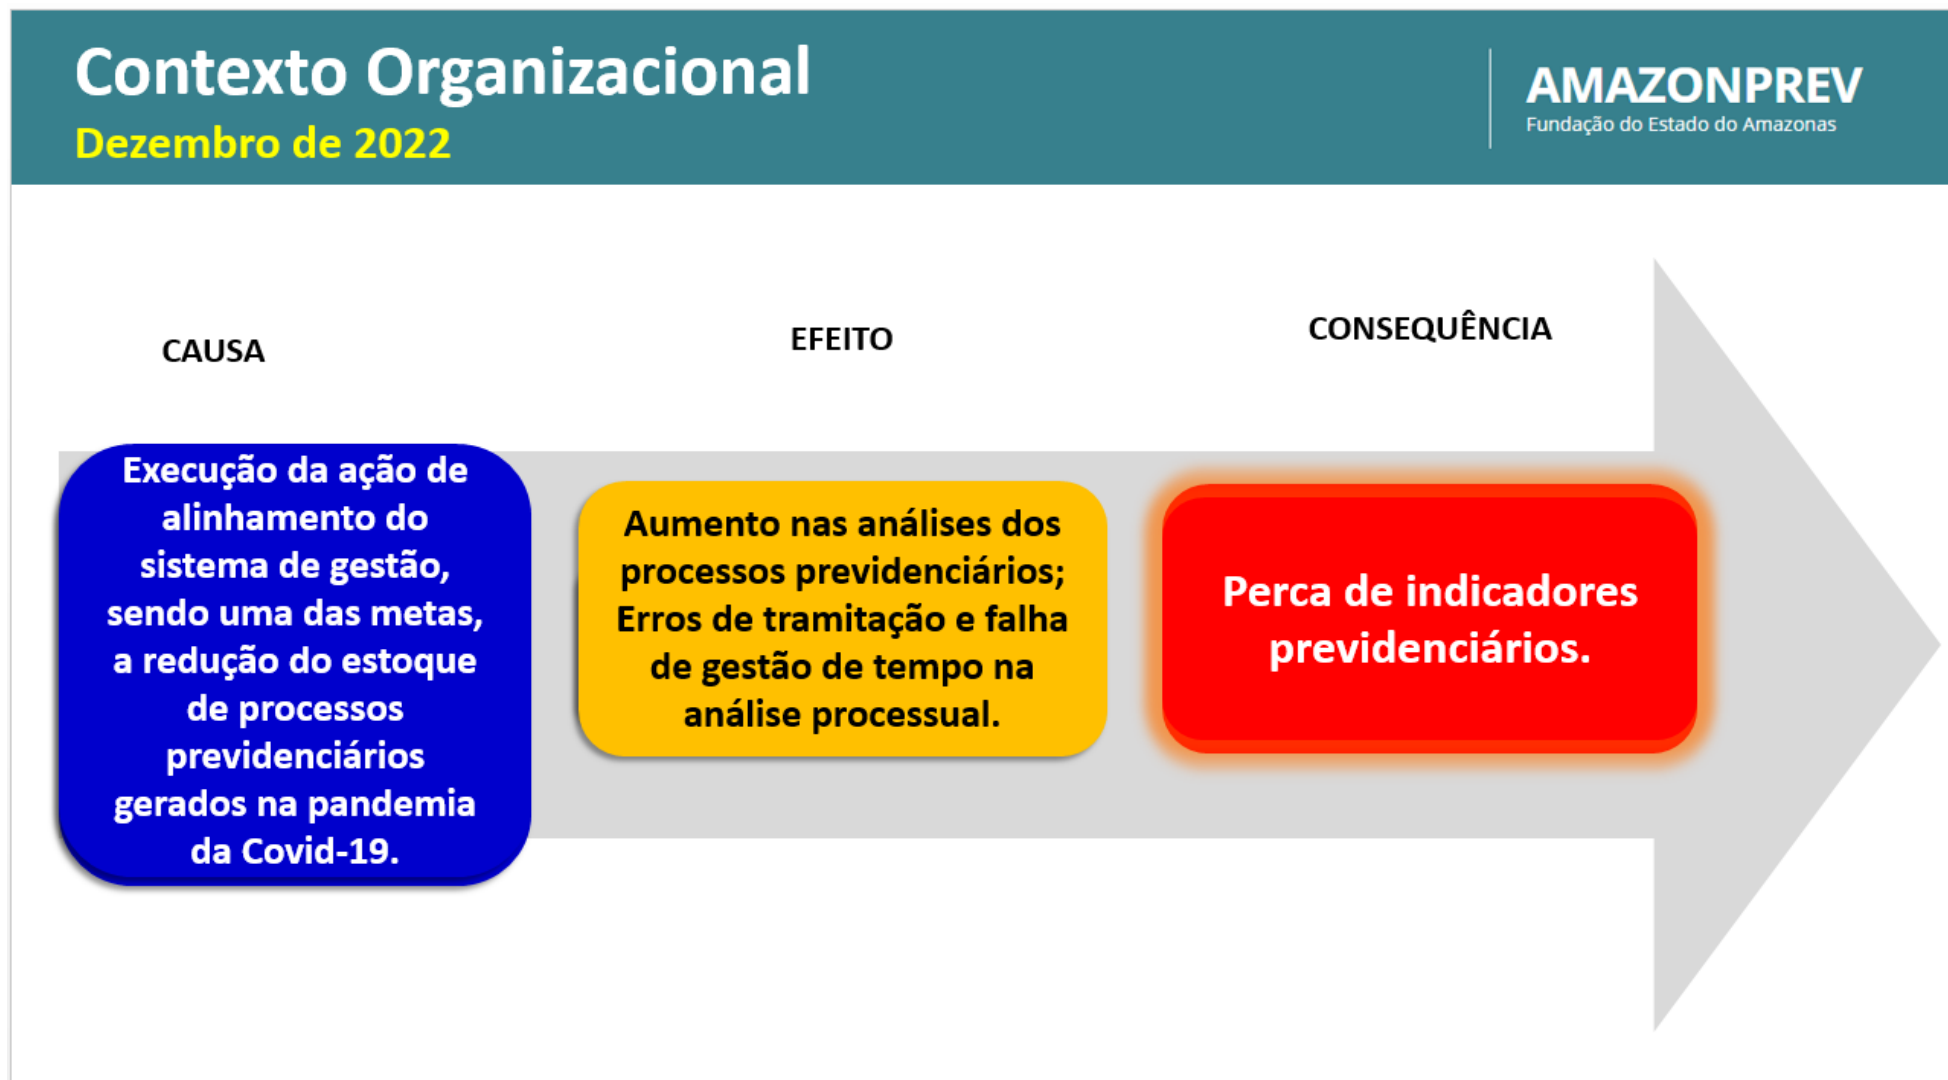 Contexto Organizacional
Dezembro de 2022
AMAZONPREV
Fundação do Estado do Amazonas
CAUSA
EFEITO
CONSEQUÊNCIA
Execução da ação de
alinhamento do
sistema de gestão,
sendo uma das metas,
a redução do estoque
de processos
previdenciários
gerados na pandemia
da Covid-19.
Aumento nas análises dos
processos previdenciários;
Erros de tramitação e falha
de gestão de tempo na
análise processual.
Perca de indicadores
previdenciários.